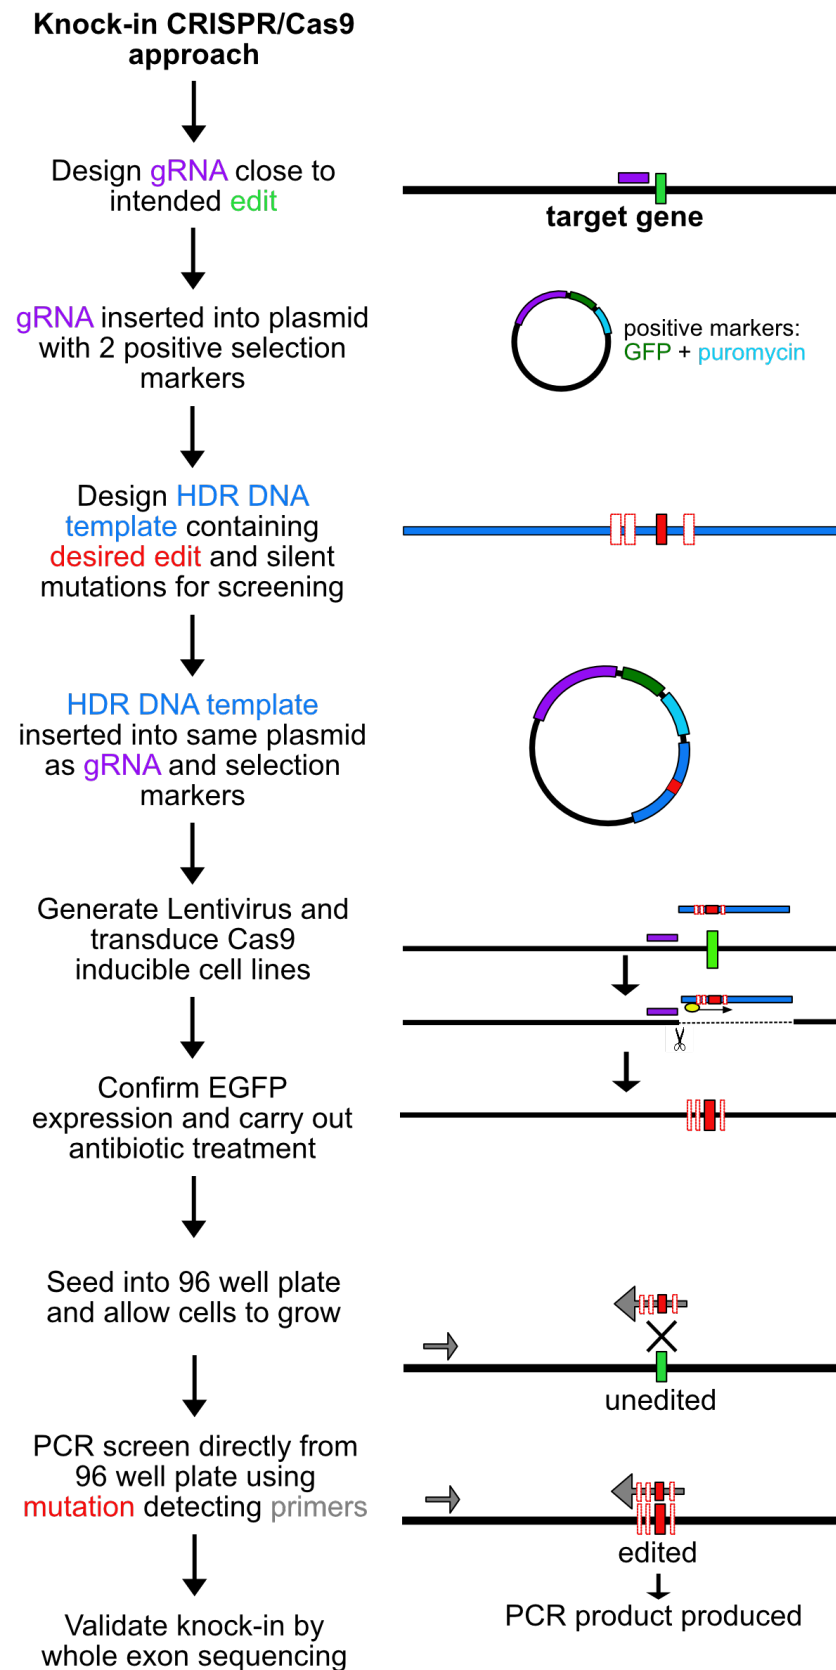 Knock-in CRISPR/Cas9
approach
Design gRNA close to
intended edit
target gene
gRNA inserted into plasmid
with 2 positive selection
markers
positive markers:
GFP + puromycin
Design HDR DNA
template containing
desired edit and silent
mutations for screening
HDR DNA template
inserted into same plasmid
as gRNA and selection
markers
Generate Lentivirus and
transduce Cas9
inducible cell lines
Confirm EGFP
expression and carry out
antibiotic treatment
Seed into 96 well plate
and allow cells to grow
unedited
PCR screen directly from
96 well plate using
mutation detecting primers
edited
PCR product produced
Validate knock-in by
whole exon sequencing